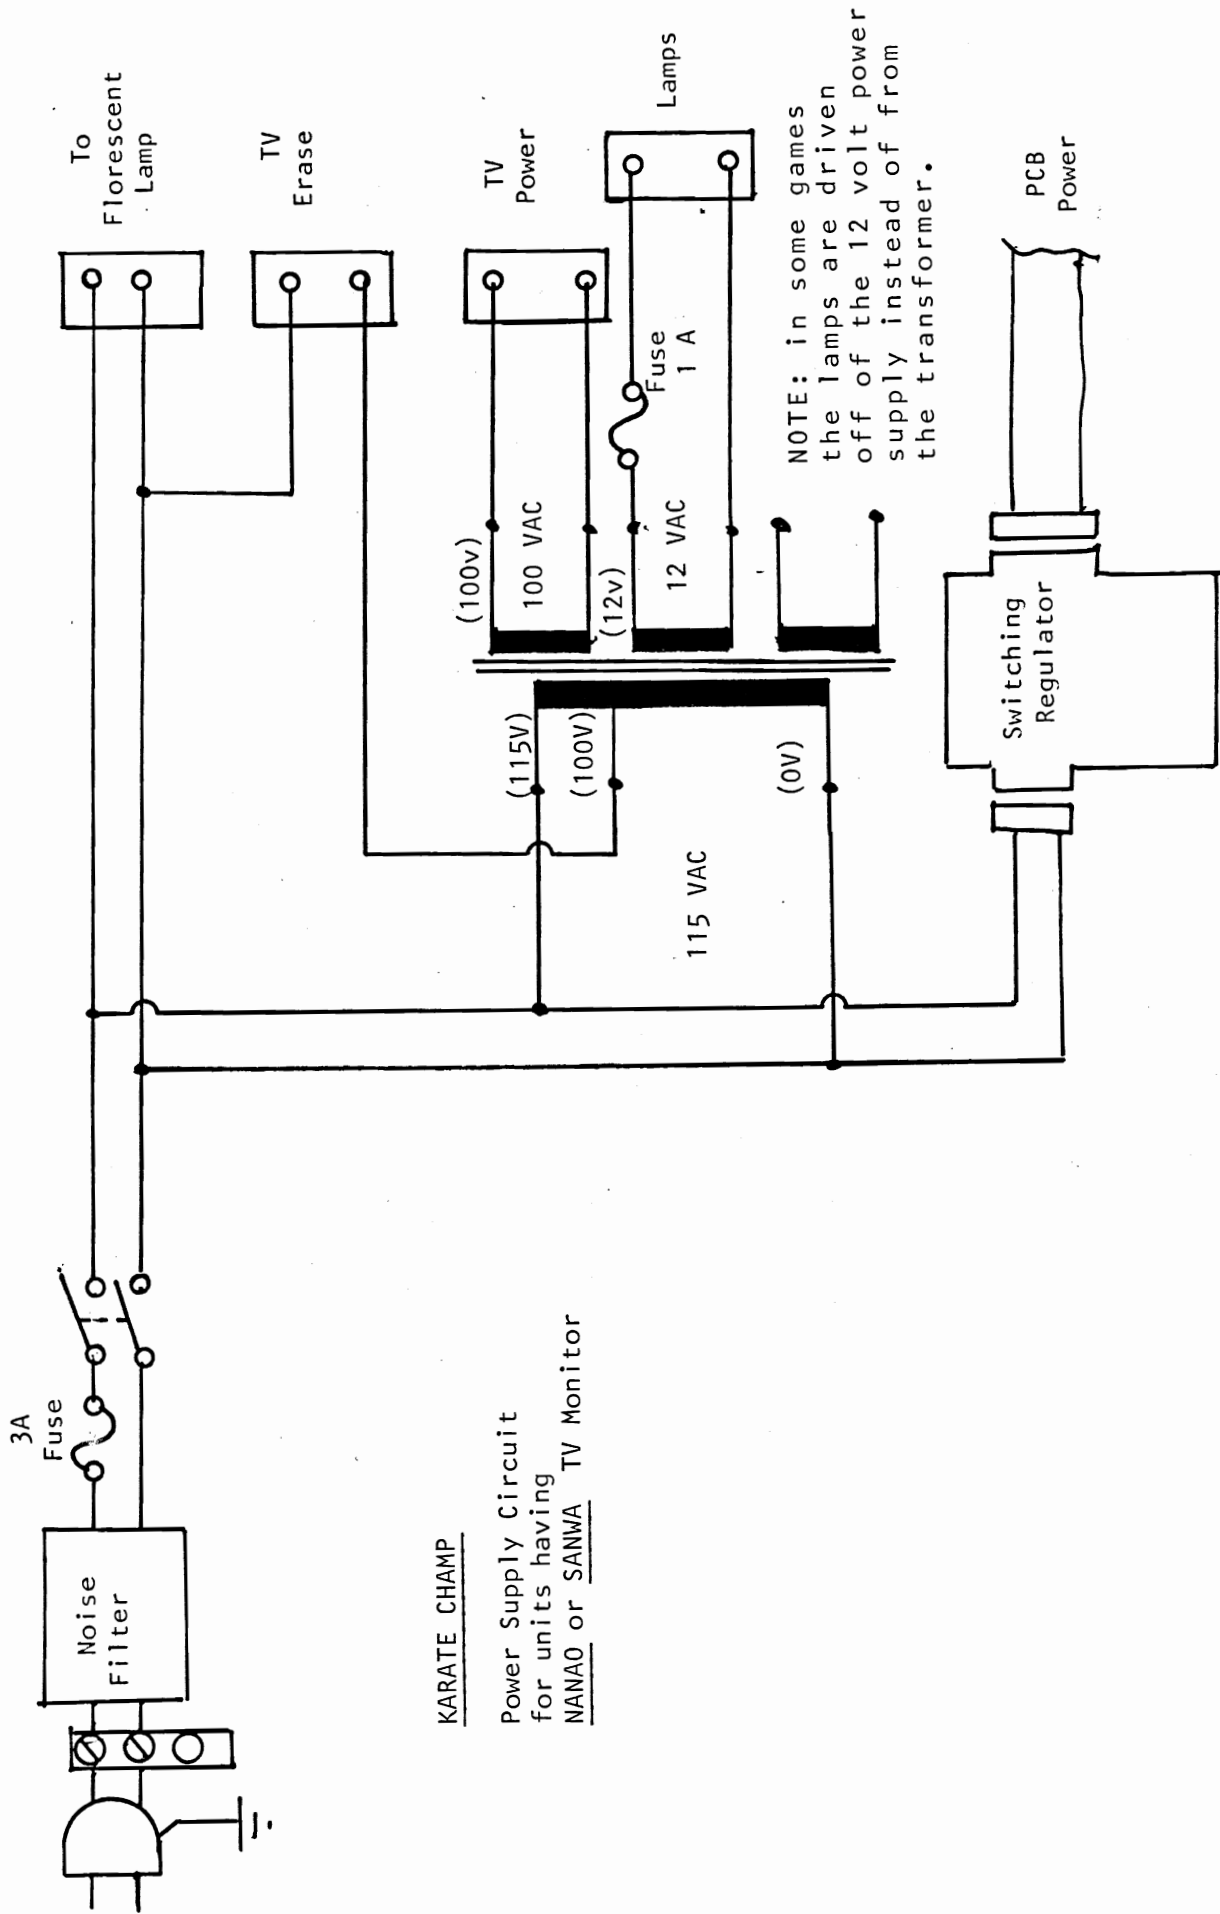 3A
Fuse
Noise
Filter
KARATE CHAMP
Power Supply Circuit
for units having
NANAO or SANWA TV Monitor
To
Florescent
Lamp
TV
Erase
TV
Power
Lamps
(100v)
100 VAC
(12v)
12 VAC
Fuse
1 A
(115V)
(100V)
(0V)
115 VAC
NOTE: in some games
the lamps are driven
off of the 12 volt power
supply instead of from
the transformer.
Switching
Regulator
PCB
Power